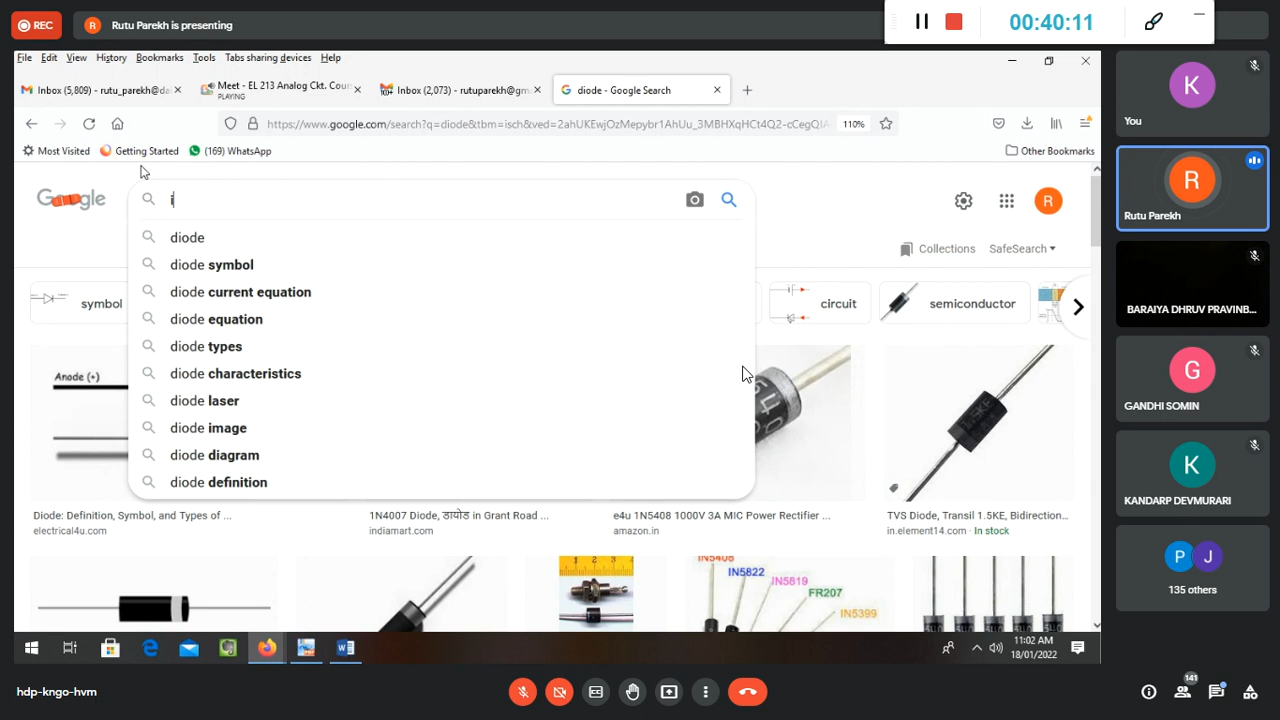 REC
Rutu Parekh is presenting
00:40:11
File Edit View History Bookmarks Tools Tabs sharing devices Help
Inbox (5,809) - rutu_parekh@dai
Meet - EL 213 Analog Ckt. Cour
PLAYING
Inbox (2,073) - rutuparekh@gm
diode - Google Search
https://www.google.com/search?q=diode&tbm=isch&ved=2ahUKEwjOzMepybr1AhUu_3MBHXqHCt4Q2-cCegQIA
110%
Most Visited
Getting Started
(169) WhatsApp
Other Bookmarks
Google
i
R
diode
diode symbol
diode current equation
diode equation
diode types
diode characteristics
diode laser
diode image
diode diagram
diode definition
Collections
SafeSearch
symbol
circuit
semiconductor
Anode (+)
Diode: Definition, Symbol, and Types of ...
electrical4u.com
1N4007 Diode, डायोड in Grant Road ...
indiamart.com
e4u 1N5408 1000V 3A MIC Power Rectifier ...
amazon.in
TVS Diode, Transil 1.5KE, Bidirection...
in.element14.com · In stock
IN5408
IN5822
IN5819
FR207
IN5399
11:02 AM
18/01/2022
K
You
R
Rutu Parekh
BARAIYA DHRUV PRAVINB...
G
GANDHI SOMIN
K
KANDARP DEVMURARI
P J
135 others
hdp-kngo-hvm
141